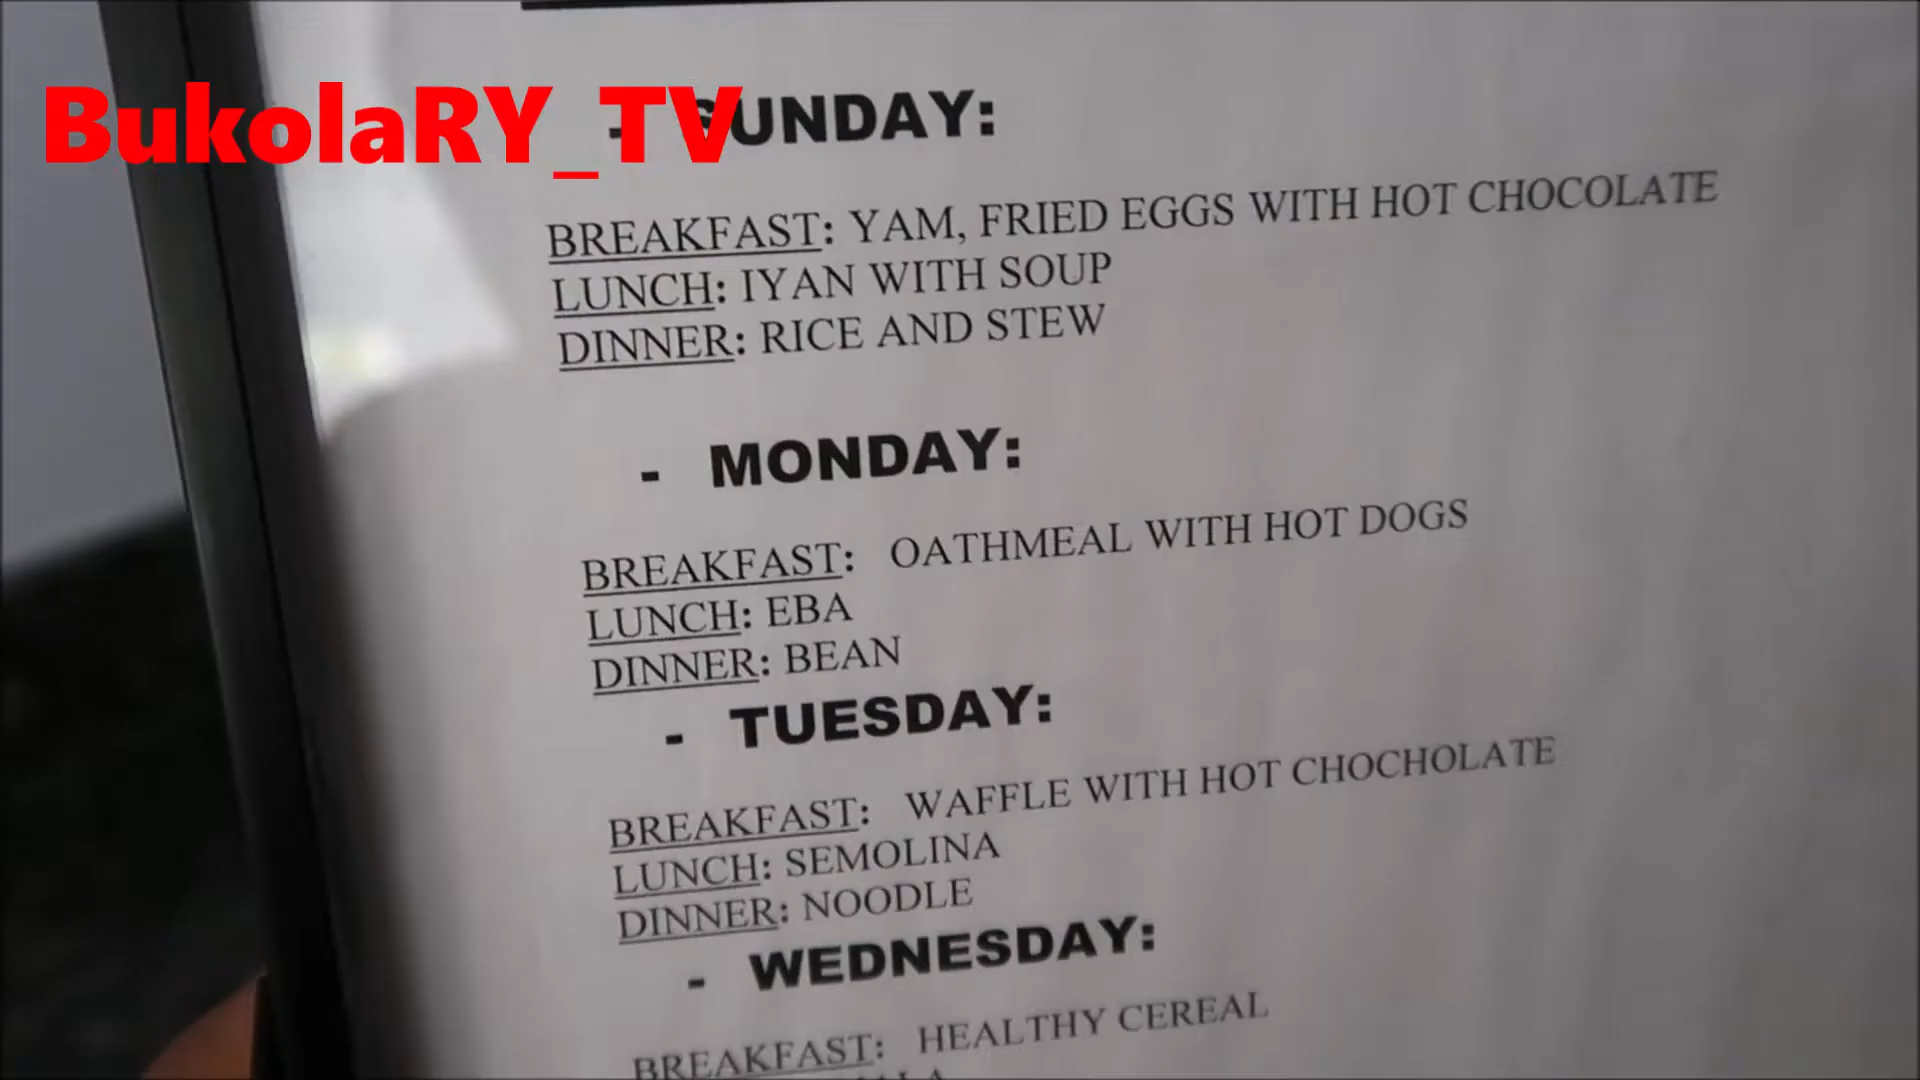 BukolaRY_TV
- SUNDAY:
BREAKFAST: YAM, FRIED EGGS WITH HOT CHOCOLATE
LUNCH: IYAN WITH SOUP
DINNER: RICE AND STEW
- MONDAY:
BREAKFAST: OATHMEAL WITH HOT DOGS
LUNCH: EBA
DINNER: BEAN
- TUESDAY:
BREAKFAST: WAFFLE WITH HOT CHOCHOLATE
LUNCH: SEMOLINA
DINNER: NOODLE
- WEDNESDAY:
BREAKFAST: HEALTHY CEREAL